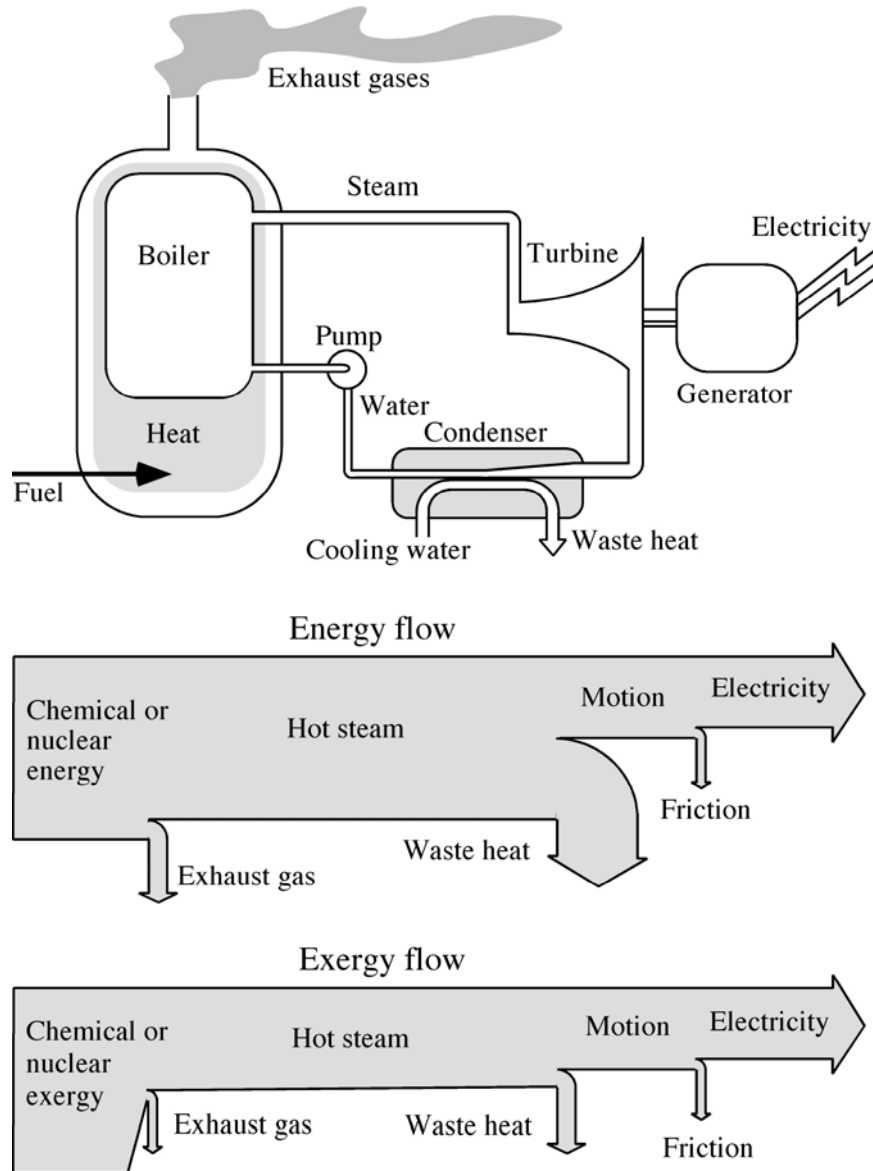 Exhaust gases
Steam
Electricity
Boiler
Turbine
Pump
Generator
Water
Condenser
Heat
Fuel
Cooling water
Waste heat
Energy flow
Chemical or
nuclear
energy
Hot steam
Motion
Electricity
Friction
Waste heat
Exhaust gas
Exergy flow
Chemical or
nuclear
exergy
Hot steam
Motion
Electricity
Exhaust gas
Waste heat
Friction